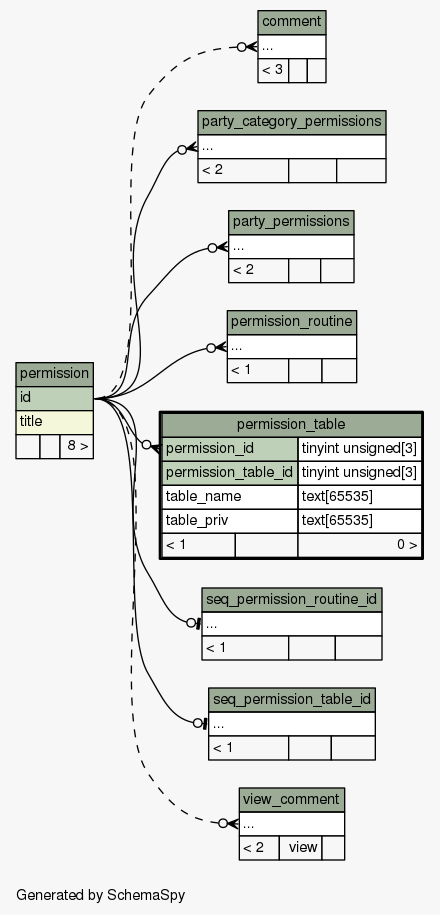 comment
...
< 3
party_category_permissions
...
< 2
party_permissions
...
< 2
permission_routine
...
< 1
permission
id
title
8 >
permission_table
permission_id tinyint unsigned[3]
permission_table_id tinyint unsigned[3]
table_name text[65535]
table_priv text[65535]
< 1 0 >
seq_permission_routine_id
...
< 1
seq_permission_table_id
...
< 1
view_comment
...
< 2 view
Generated by SchemaSpy